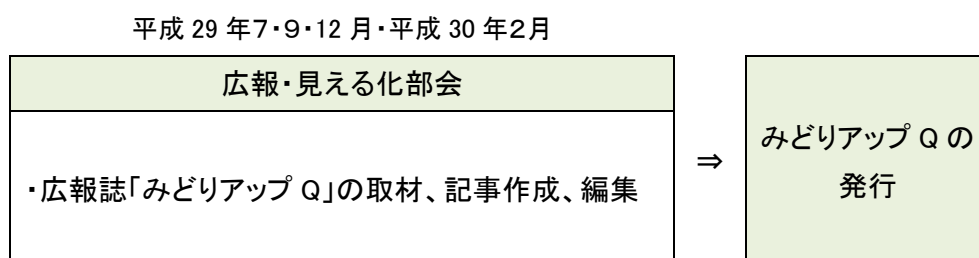 平成 29 年７・９・12 月・平成 30 年２月
広報・見える化部会
・広報誌「みどりアップ Q」の取材、記事作成、編集
⇒
みどりアップ Q の
発行